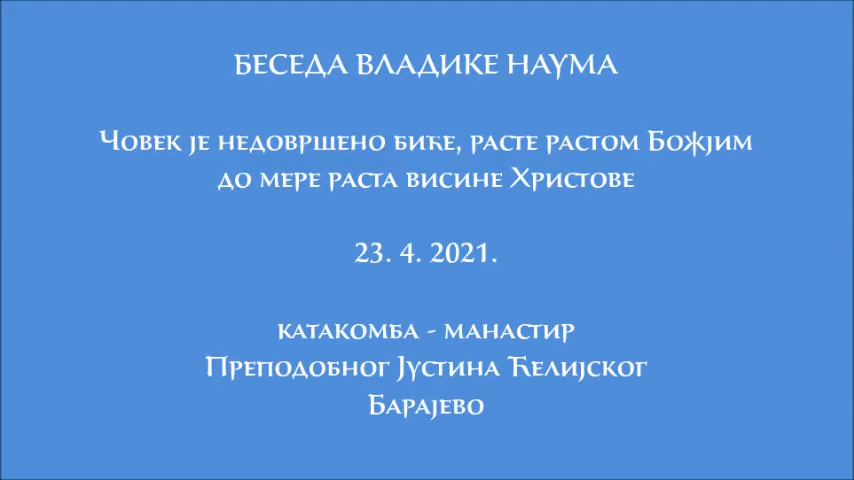 БЕСЕДА ВЛАДИКЕ НАУМА
Човек је недовршено биће, расте растом Божјим
до мере раста висине Христове
23. 4. 2021.
катакомба - манастир
Преподобног Јустина Ћелијског
Барајево